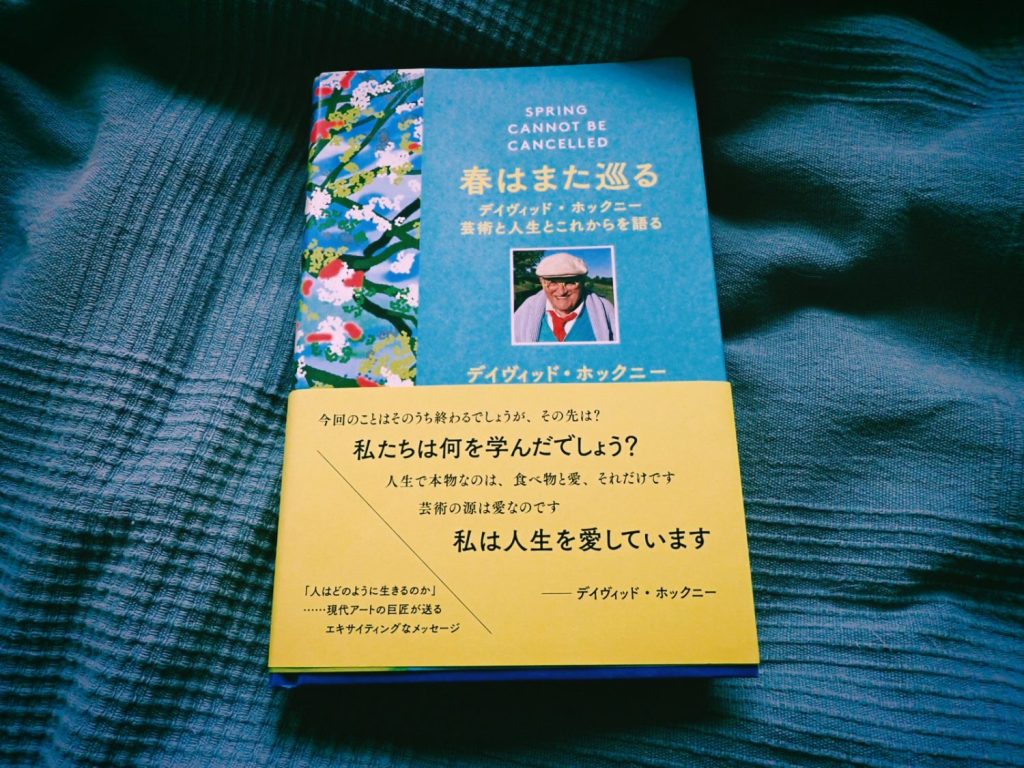 SPRING
CANNOT BE
CANCELLED
春はまた巡る
デイヴィッド・ホックニー
芸術と人生とこれからを語る
デイヴィッド・ホックニー
今回のことはそのうち終わるでしょうが、その先は?
私たちは何を学んだでしょう?
人生で本物なのは、食べ物と愛、それだけです
芸術の源は愛なのです
私は人生を愛しています
――デイヴィッド・ホックニー
「人はどのように生きるのか」
……現代アートの巨匠が送る
エキサイティングなメッセージ